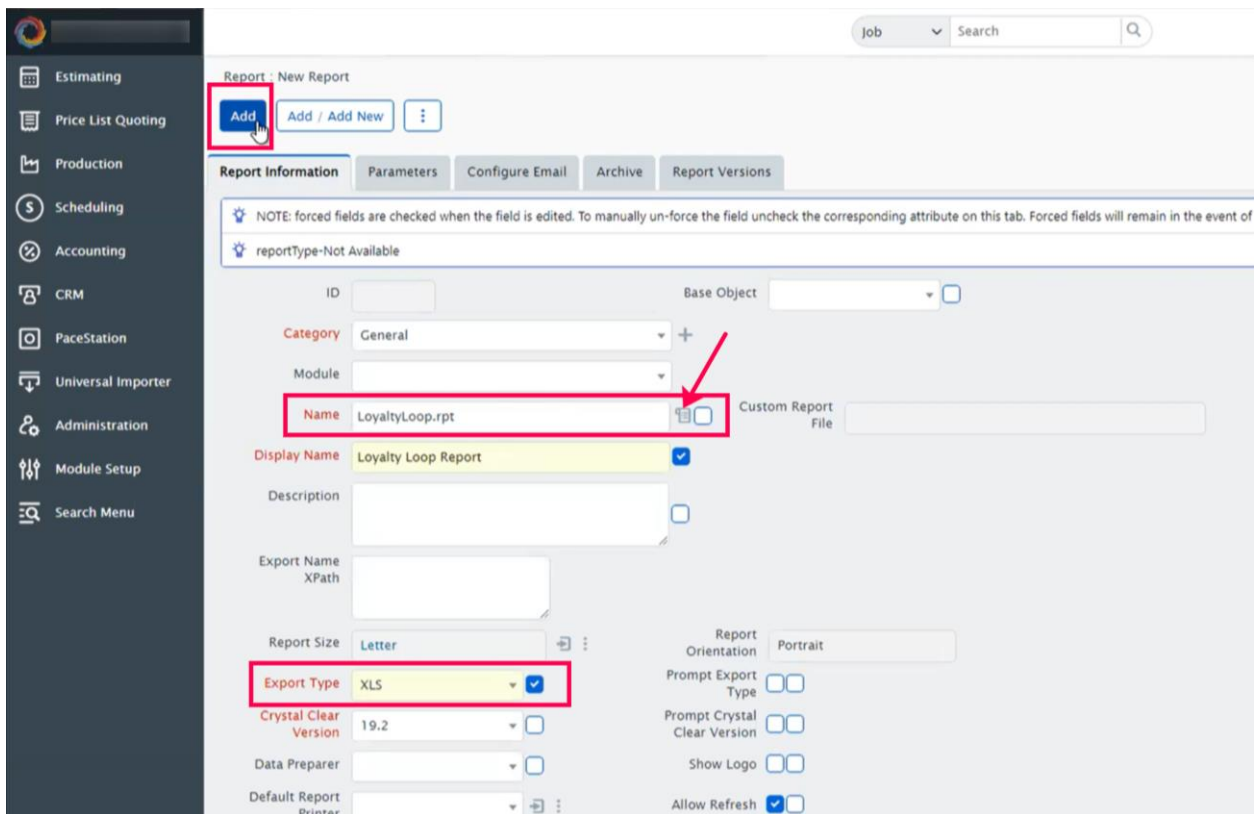 Job
Search
Estimating
Price List Quoting
Production
Scheduling
Accounting
CRM
PaceStation
Universal Importer
Administration
Module Setup
Search Menu
Report : New Report
Add
Add / Add New
Report Information
Parameters
Configure Email
Archive
Report Versions
NOTE: forced fields are checked when the field is edited. To manually un-force the field uncheck the corresponding attribute on this tab. Forced fields will remain in the event of
reportType-Not Available
ID
Base Object
Category
General
Module
Name
LoyaltyLoop.rpt
Custom Report
File
Display Name
Loyalty Loop Report
Description
Export Name
XPath
Report Size
Letter
Report
Orientation
Portrait
Export Type
XLS
Prompt Export
Type
Crystal Clear
Version
19.2
Prompt Crystal
Clear Version
Data Preparer
Show Logo
Default Report
Printer
Allow Refresh